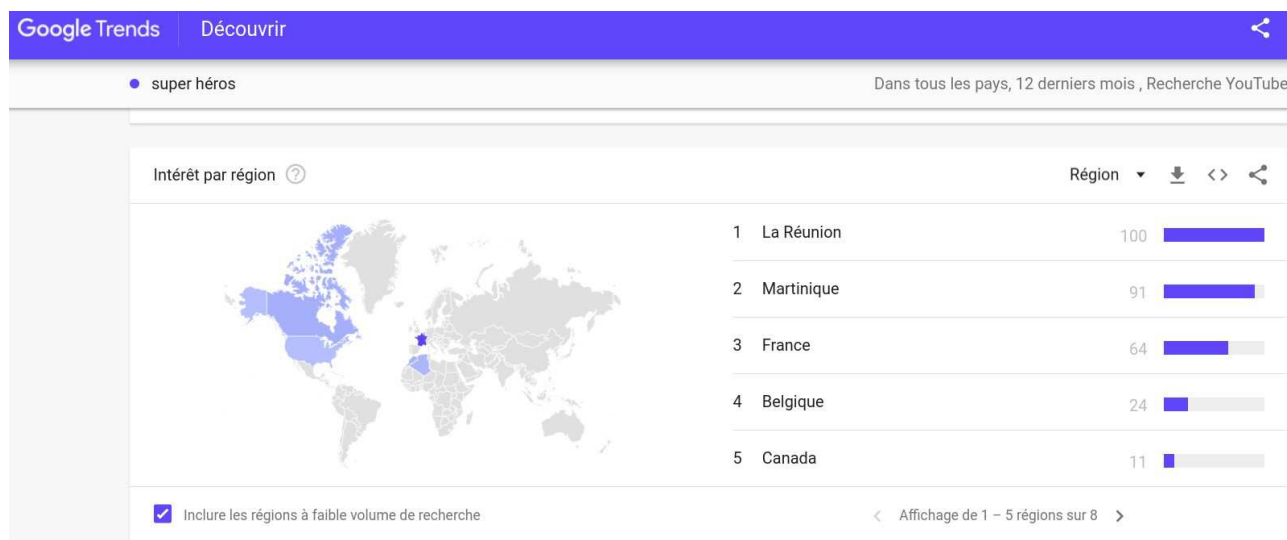 Google Trends Découvrir
super héros Dans tous les pays, 12 derniers mois , Recherche YouTube
Intérêt par région Région
1 La Réunion 100
2 Martinique 91
3 France 64
4 Belgique 24
5 Canada 11
Inclure les régions à faible volume de recherche Affichage de 1 – 5 régions sur 8